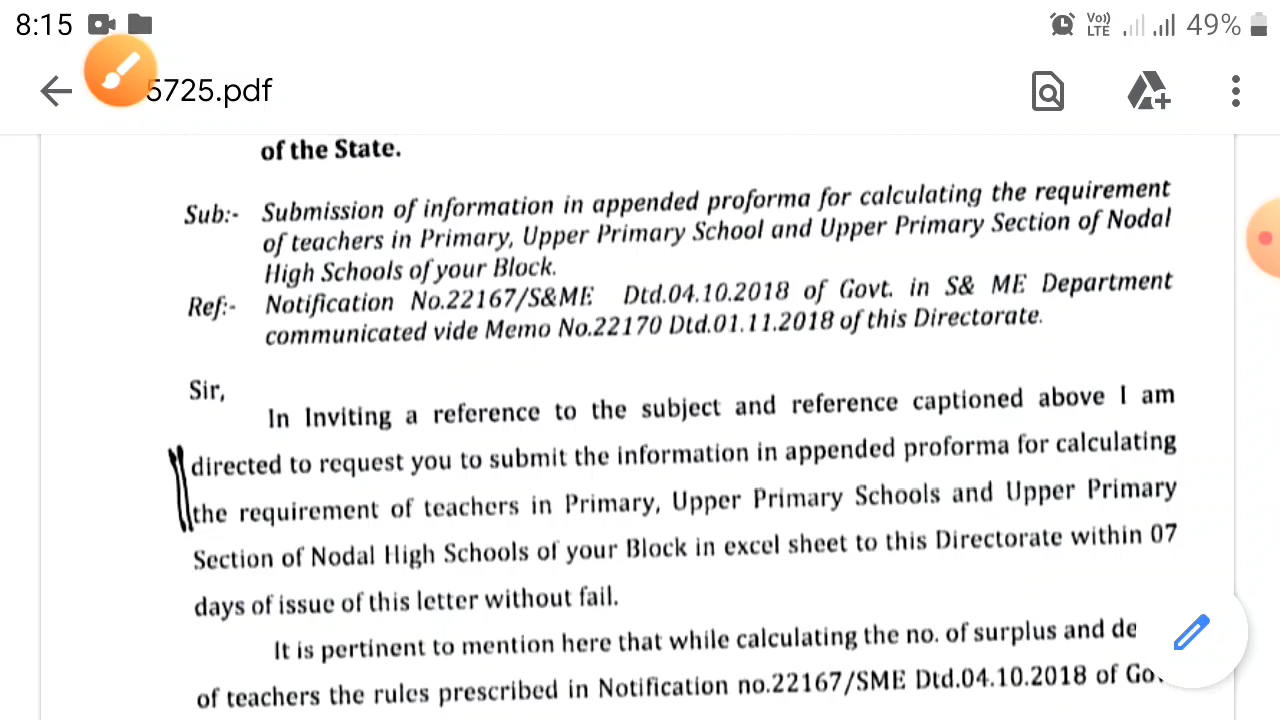 8:15 Vo)) LTE 49%
5725.pdf
of the State.
Sub:- Submission of information in appended proforma for calculating the requirement
of teachers in Primary, Upper Primary School and Upper Primary Section of Nodal
High Schools of your Block.
Ref:- Notification No.22167/S&ME Dtd.04.10.2018 of Govt. in S& ME Department
communicated vide Memo No.22170 Dtd.01.11.2018 of this Directorate.
Sir,
In Inviting a reference to the subject and reference captioned above I am
directed to request you to submit the information in appended proforma for calculating
the requirement of teachers in Primary, Upper Primary Schools and Upper Primary
Section of Nodal High Schools of your Block in excel sheet to this Directorate within 07
days of issue of this letter without fail.
It is pertinent to mention here that while calculating the no. of surplus and de
of teachers the rules prescribed in Notification no.22167/SME Dtd.04.10.2018 of